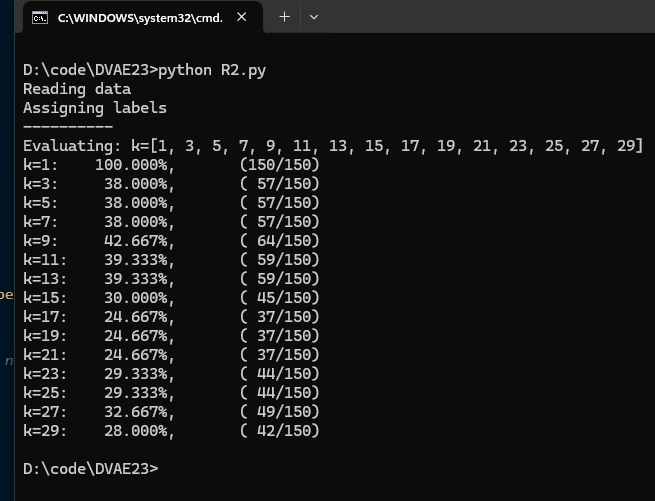 C:\WINDOWS\system32\cmd.
D:\code\DVAE23>python R2.py
Reading data
Assigning labels
----------
Evaluating: k=[1, 3, 5, 7, 9, 11, 13, 15, 17, 19, 21, 23, 25, 27, 29]
k=1:    100.000%,       (150/150)
k=3:     38.000%,       ( 57/150)
k=5:     38.000%,       ( 57/150)
k=7:     38.000%,       ( 57/150)
k=9:     42.667%,       ( 64/150)
k=11:    39.333%,       ( 59/150)
k=13:    39.333%,       ( 59/150)
k=15:    30.000%,       ( 45/150)
k=17:    24.667%,       ( 37/150)
k=19:    24.667%,       ( 37/150)
k=21:    24.667%,       ( 37/150)
k=23:    29.333%,       ( 44/150)
k=25:    29.333%,       ( 44/150)
k=27:    32.667%,       ( 49/150)
k=29:    28.000%,       ( 42/150)
D:\code\DVAE23>